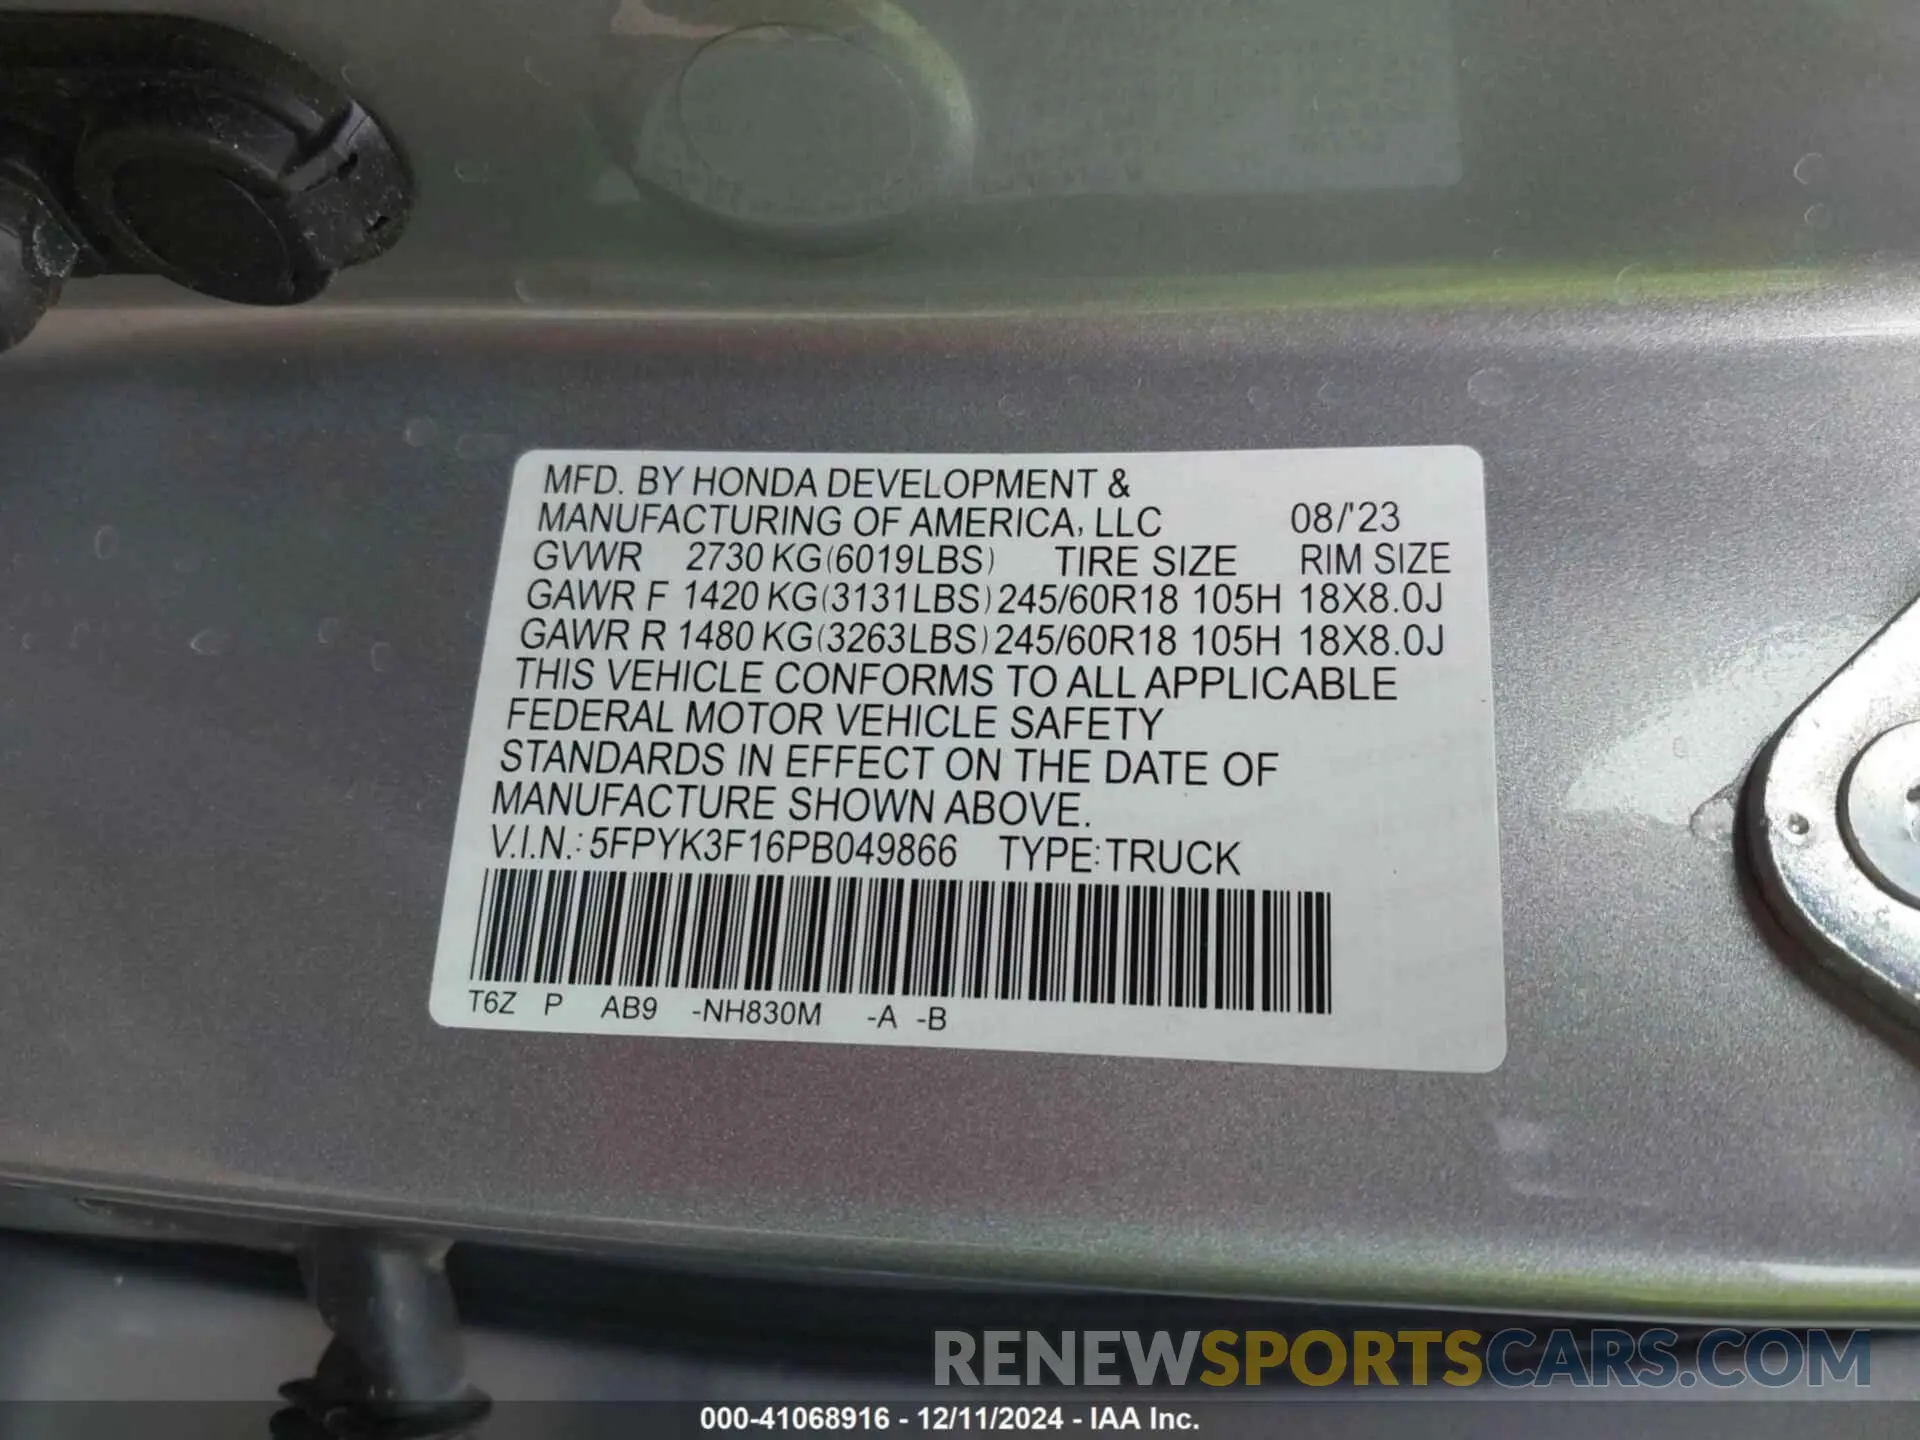 MFD. BY HONDA DEVELOPMENT &
MANUFACTURING OF AMERICA, LLC 08/'23
GVWR 2730 KG(6019LBS) TIRE SIZE RIM SIZE
GAWR F 1420 KG(3131LBS) 245/60R18 105H 18X8.0J
GAWR R 1480 KG(3263LBS) 245/60R18 105H 18X8.0J
THIS VEHICLE CONFORMS TO ALL APPLICABLE
FEDERAL MOTOR VEHICLE SAFETY
STANDARDS IN EFFECT ON THE DATE OF
MANUFACTURE SHOWN ABOVE.
V.I.N.: 5FPYK3F16PB049866 TYPE: TRUCK
T6Z P AB9 -NH830M -A -B
RENEWSPORTSCARS.COM
000-41068916 - 12/11/2024 - IAA Inc.